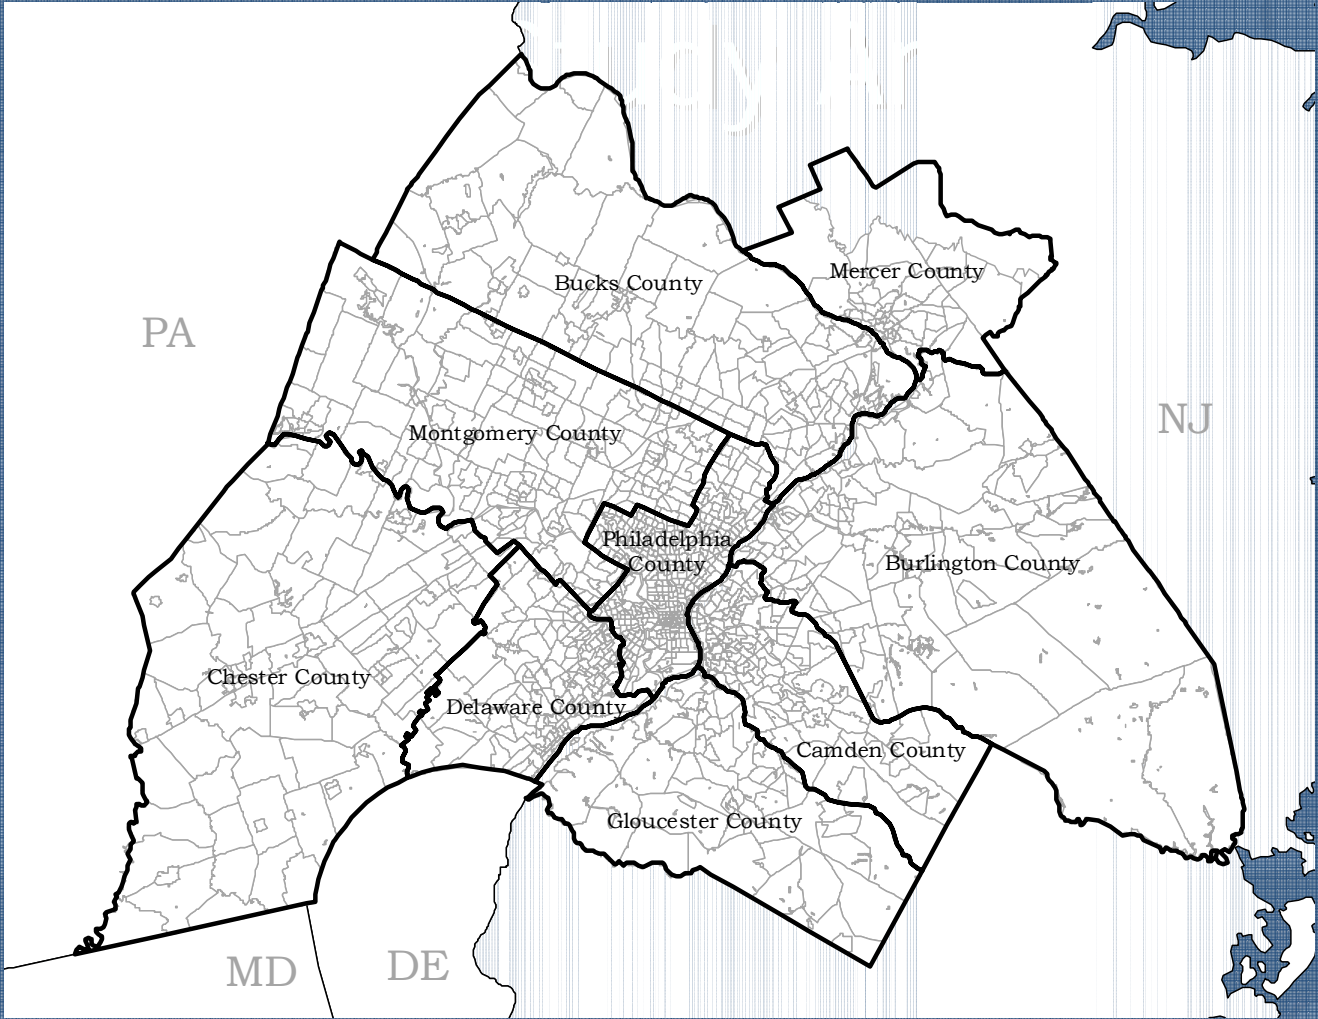 Mercer County
Bucks County
PA
NJ
Montgomery County
Philadelphia
County
Burlington County
Chester County
Delaware County
Camden County
Gloucester County
MD
DE